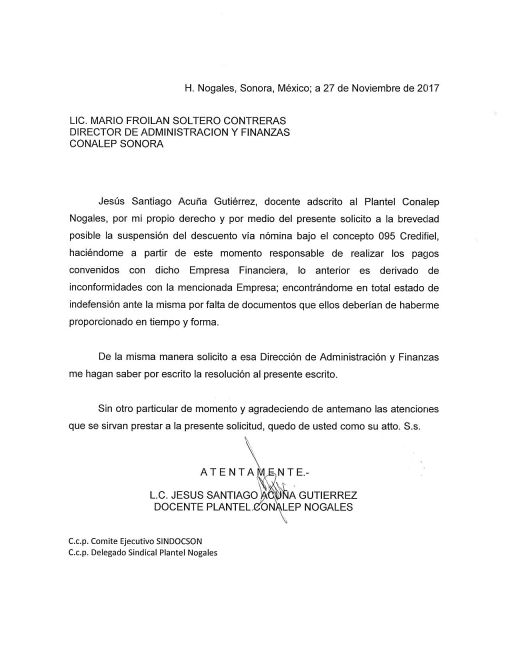 H. Nogales, Sonora, México; a 27 de Noviembre de 2017
LIC. MARIO FROILAN SOLTERO CONTRERAS
DIRECTOR DE ADMINISTRACION Y FINANZAS
CONALEP SONORA
Jesús Santiago Acuña Gutiérrez, docente adscrito al Plantel Conalep
Nogales, por mi propio derecho y por medio del presente solicito a la brevedad
posible la suspensión del descuento vía nómina bajo el concepto 095 Credifiel,
haciéndome a partir de este momento responsable de realizar los pagos
convenidos con dicho Empresa Financiera, lo anterior es derivado de
inconformidades con la mencionada Empresa; encontrándome en total estado de
indefensión ante la misma por falta de documentos que ellos deberían de haberme
proporcionado en tiempo y forma.
De la misma manera solicito a esa Dirección de Administración y Finanzas
me hagan saber por escrito la resolución al presente escrito.
Sin otro particular de momento y agradeciendo de antemano las atenciones
que se sirvan prestar a la presente solicitud, quedo de usted como su atto. S.s.
A T E N T A M E N T E.-
L.C. JESUS SANTIAGO ACUÑA GUTIERREZ
DOCENTE PLANTEL CONALEP NOGALES
C.c.p. Comite Ejecutivo SINDOCSON
C.c.p. Delegado Sindical Plantel Nogales